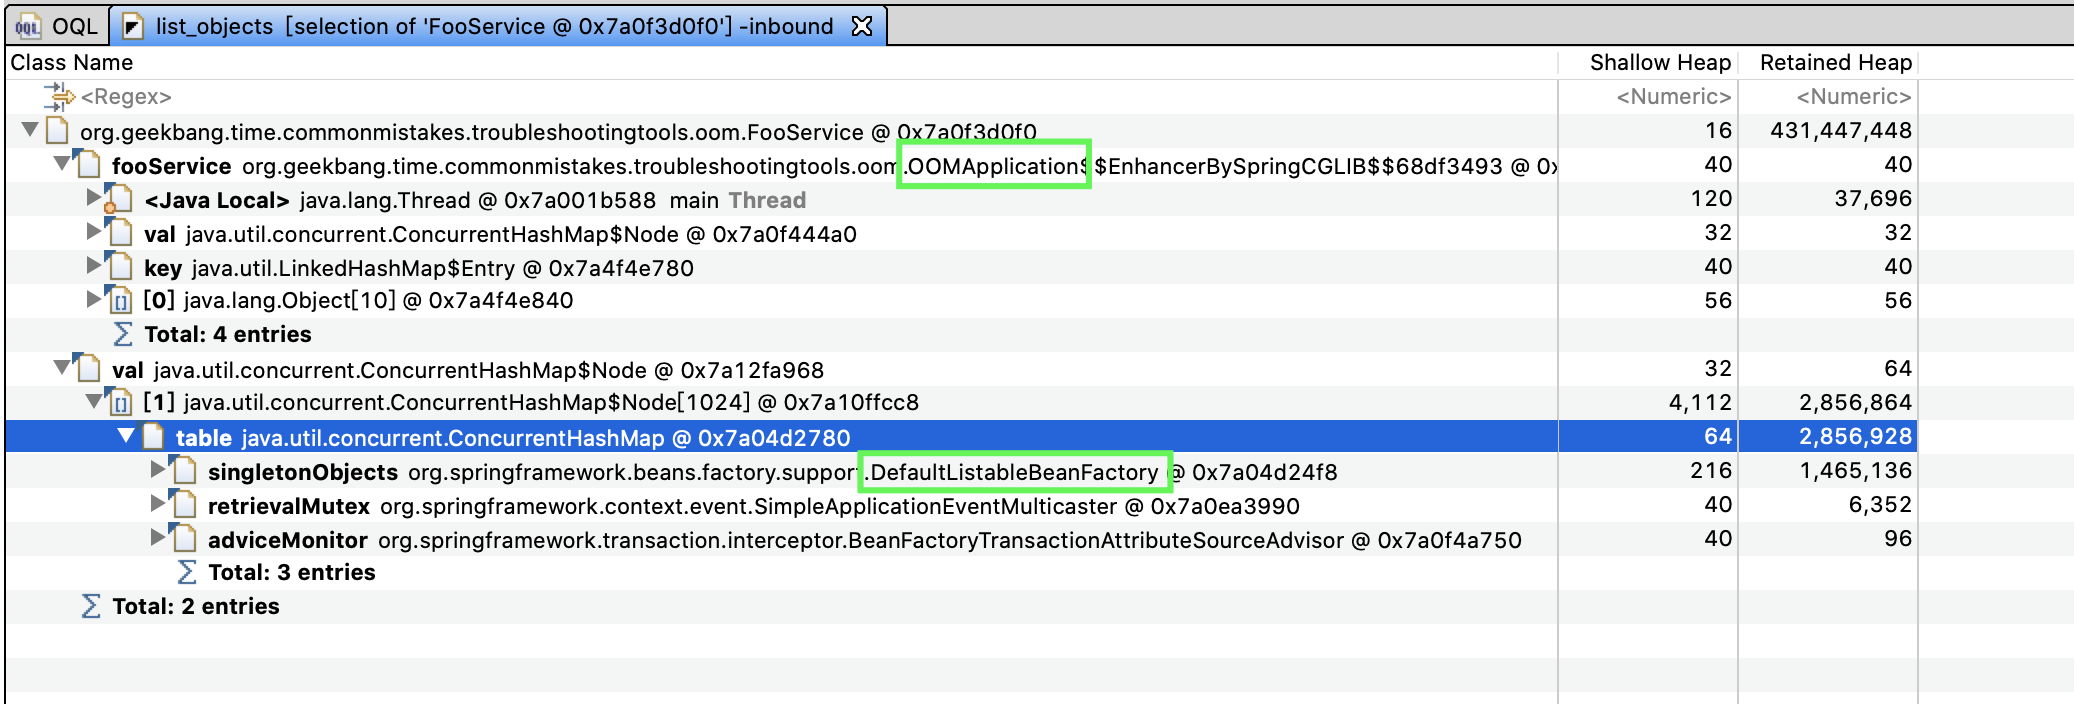 OQL list_objects [selection of 'FooService @ 0x7a0f3d0f0'] -inbound
Class Name Shallow Heap Retained Heap
<Regex> <Numeric> <Numeric>
org.geekbang.time.commonmistakes.troubleshootingtools.oom.FooService @ 0x7a0f3d0f0 16 431,447,448
fooService org.geekbang.time.commonmistakes.troubleshootingtools.oom.OOMApplication$$EnhancerBySpringCGLIB$$68df3493 @ 0x 40 40
<Java Local> java.lang.Thread @ 0x7a001b588 main Thread 120 37,696
val java.util.concurrent.ConcurrentHashMap$Node @ 0x7a0f444a0 32 32
key java.util.LinkedHashMap$Entry @ 0x7a4f4e780 40 40
[0] java.lang.Object[10] @ 0x7a4f4e840 56 56
Total: 4 entries
val java.util.concurrent.ConcurrentHashMap$Node @ 0x7a12fa968 32 64
[1] java.util.concurrent.ConcurrentHashMap$Node[1024] @ 0x7a10ffcc8 4,112 2,856,864
table java.util.concurrent.ConcurrentHashMap @ 0x7a04d2780 64 2,856,928
singletonObjects org.springframework.beans.factory.support.DefaultListableBeanFactory @ 0x7a04d24f8 216 1,465,136
retrievalMutex org.springframework.context.event.SimpleApplicationEventMulticaster @ 0x7a0ea3990 40 6,352
adviceMonitor org.springframework.transaction.interceptor.BeanFactoryTransactionAttributeSourceAdvisor @ 0x7a0f4a750 40 96
Total: 3 entries
Total: 2 entries